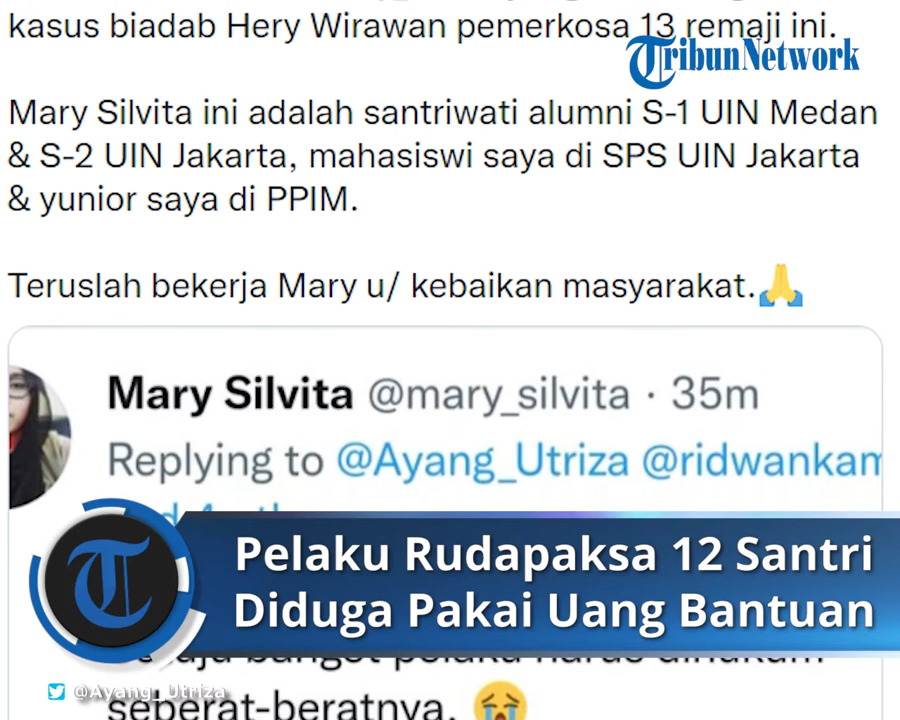 kasus biadab Hery Wirawan pemerkosa 13 remaji ini.
TribunNetwork
Mary Silvita ini adalah santriwati alumni S-1 UIN Medan
& S-2 UIN Jakarta, mahasiswi saya di SPS UIN Jakarta
& yunior saya di PPIM.
Teruslah bekerja Mary u/ kebaikan masyarakat.🙏
Mary Silvita @mary_silvita · 35m
Replying to @Ayang_Utriza @ridwankam
Pelaku Rudapaksa 12 Santri
Diduga Pakai Uang Bantuan
@Ayang_Utriza
seberat-beratnya. 😭